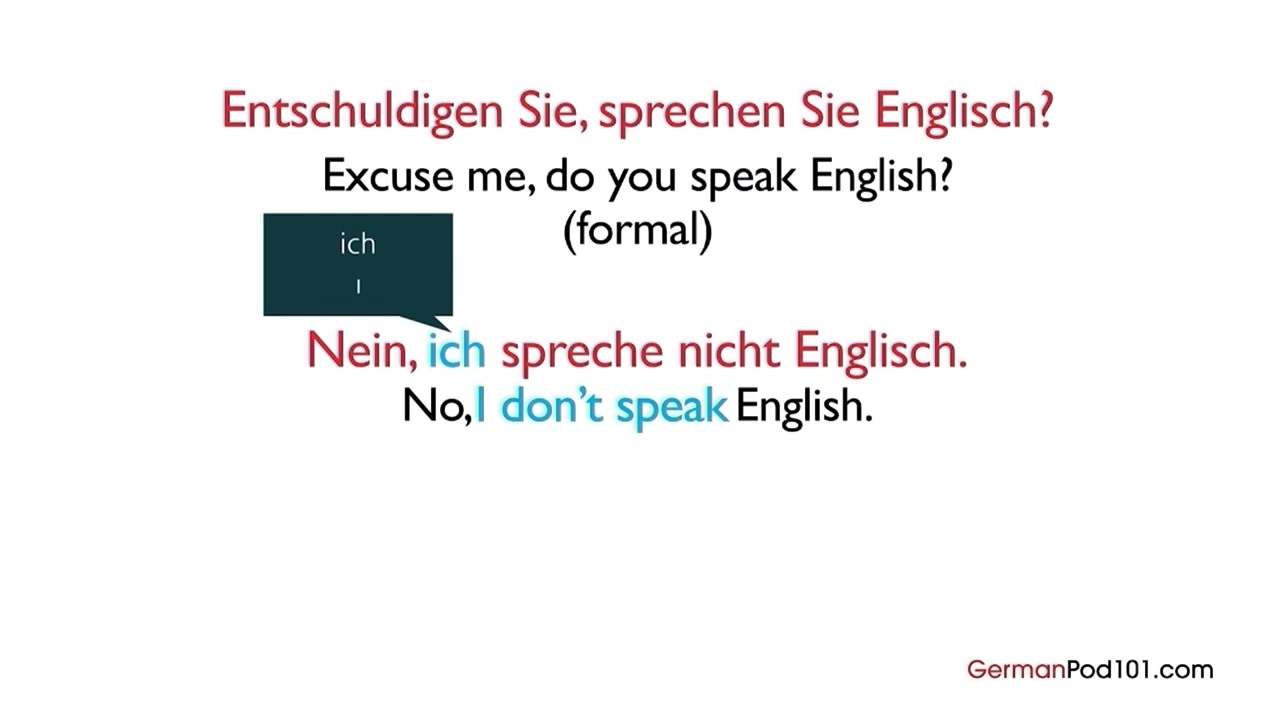 Entschuldigen Sie, sprechen Sie Englisch?
Excuse me, do you speak English?
(formal)
ich
I
Nein, ich spreche nicht Englisch.
No, I don't speak English.
GermanPod101.com